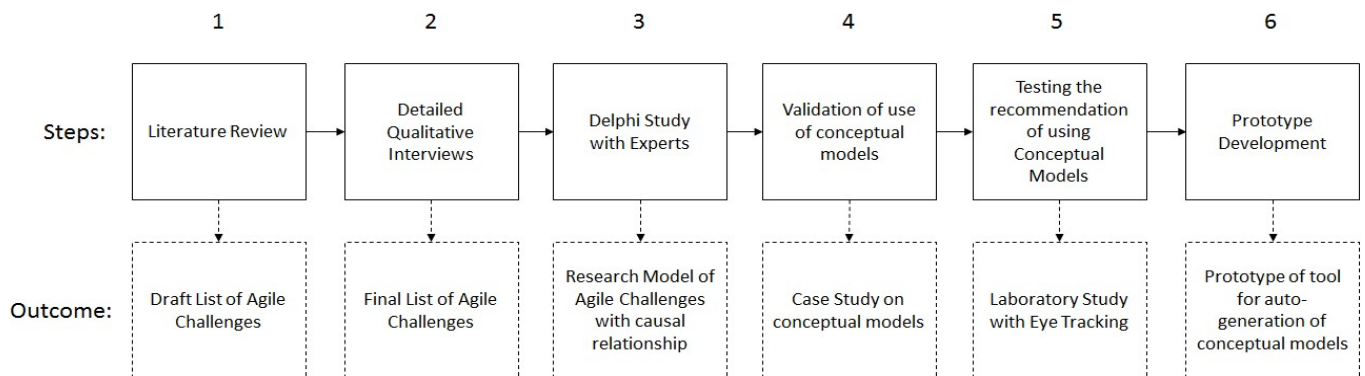 1 2 3 4 5 6
Steps:
Literature Review
Detailed
Qualitative
Interviews
Delphi Study
with Experts
Validation of use
of conceptual
models
Testing the
recommendation
of using
Conceptual
Models
Prototype
Development
Outcome:
Draft List of Agile
Challenges
Final List of Agile
Challenges
Research Model of
Agile Challenges
with causal
relationship
Case Study on
conceptual models
Laboratory Study
with Eye Tracking
Prototype of tool
for auto-
generation of
conceptual models